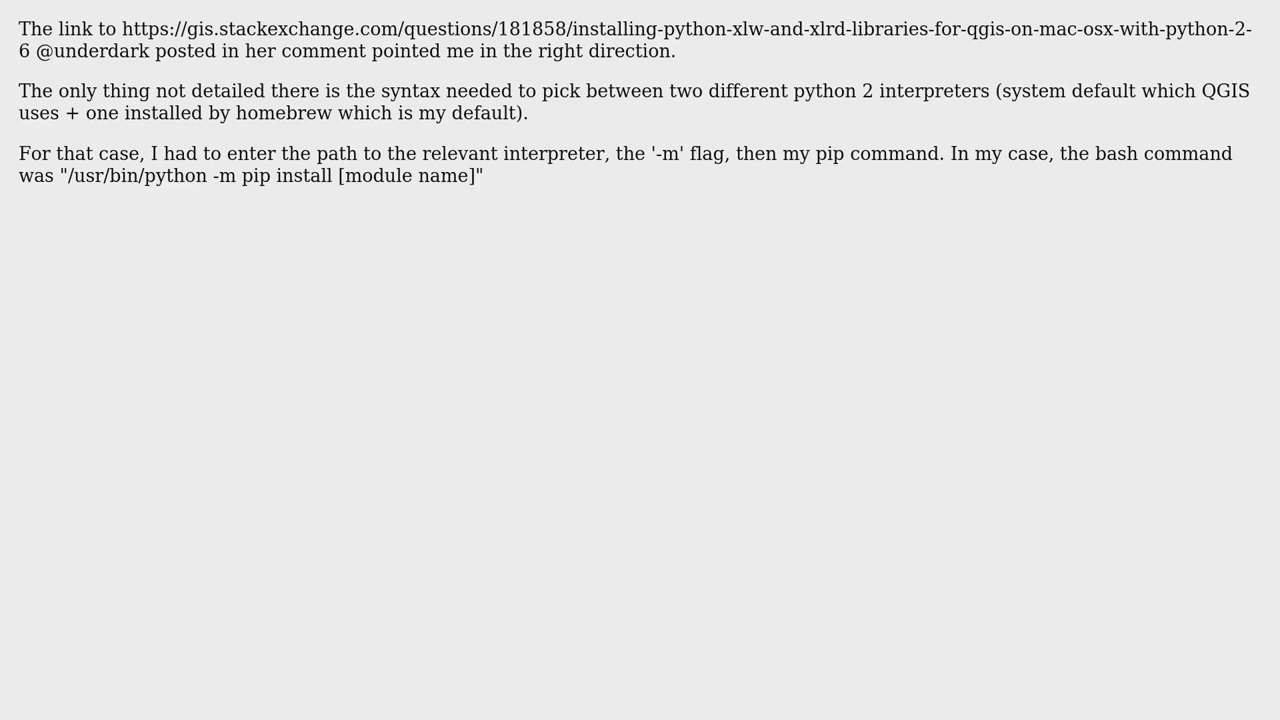 The link to https://gis.stackexchange.com/questions/181858/installing-python-xlw-and-xlrd-libraries-for-qgis-on-mac-osx-with-python-2-
6 @underdark posted in her comment pointed me in the right direction.
The only thing not detailed there is the syntax needed to pick between two different python 2 interpreters (system default which QGIS
uses + one installed by homebrew which is my default).
For that case, I had to enter the path to the relevant interpreter, the '-m' flag, then my pip command. In my case, the bash command
was "/usr/bin/python -m pip install [module name]"